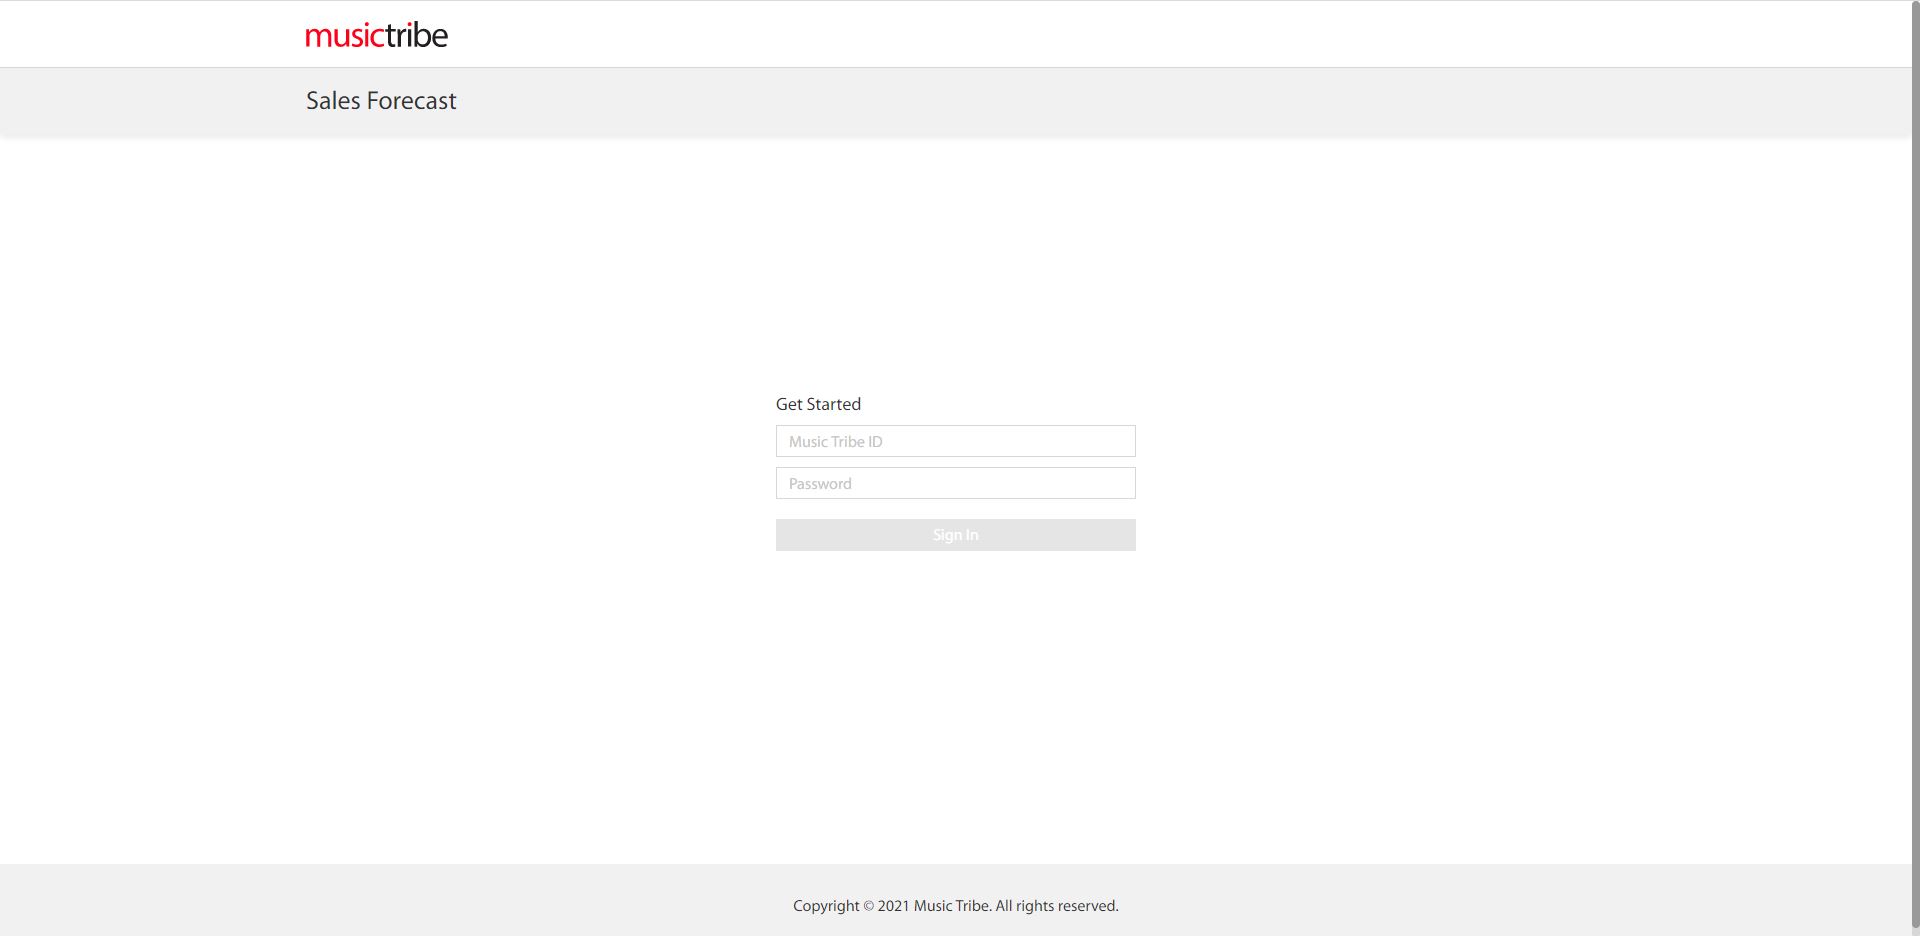 musictribe
Sales Forecast
Get Started
Music Tribe ID
Password
Sign In
Copyright © 2021 Music Tribe. All rights reserved.